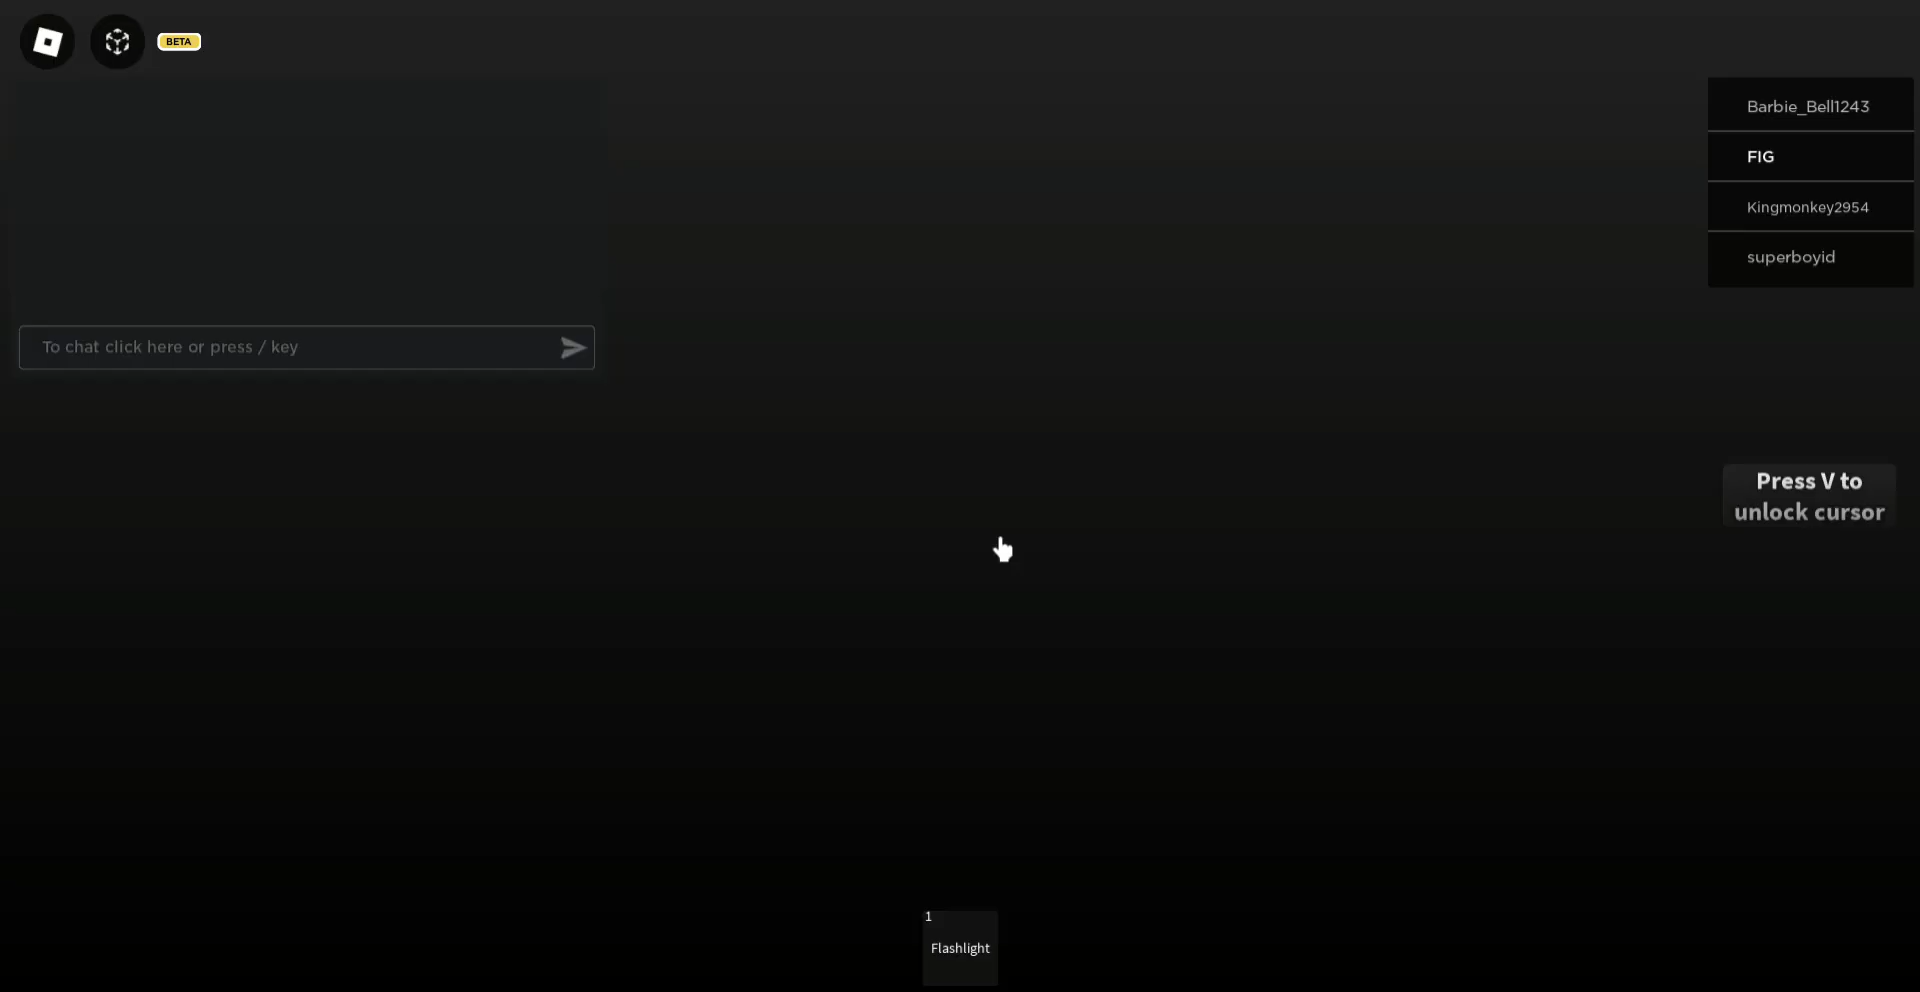 BETA
To chat click here or press / key
Barbie_Bell1243
FIG
Kingmonkey2954
superboyid
Press V to
unlock cursor
1
Flashlight